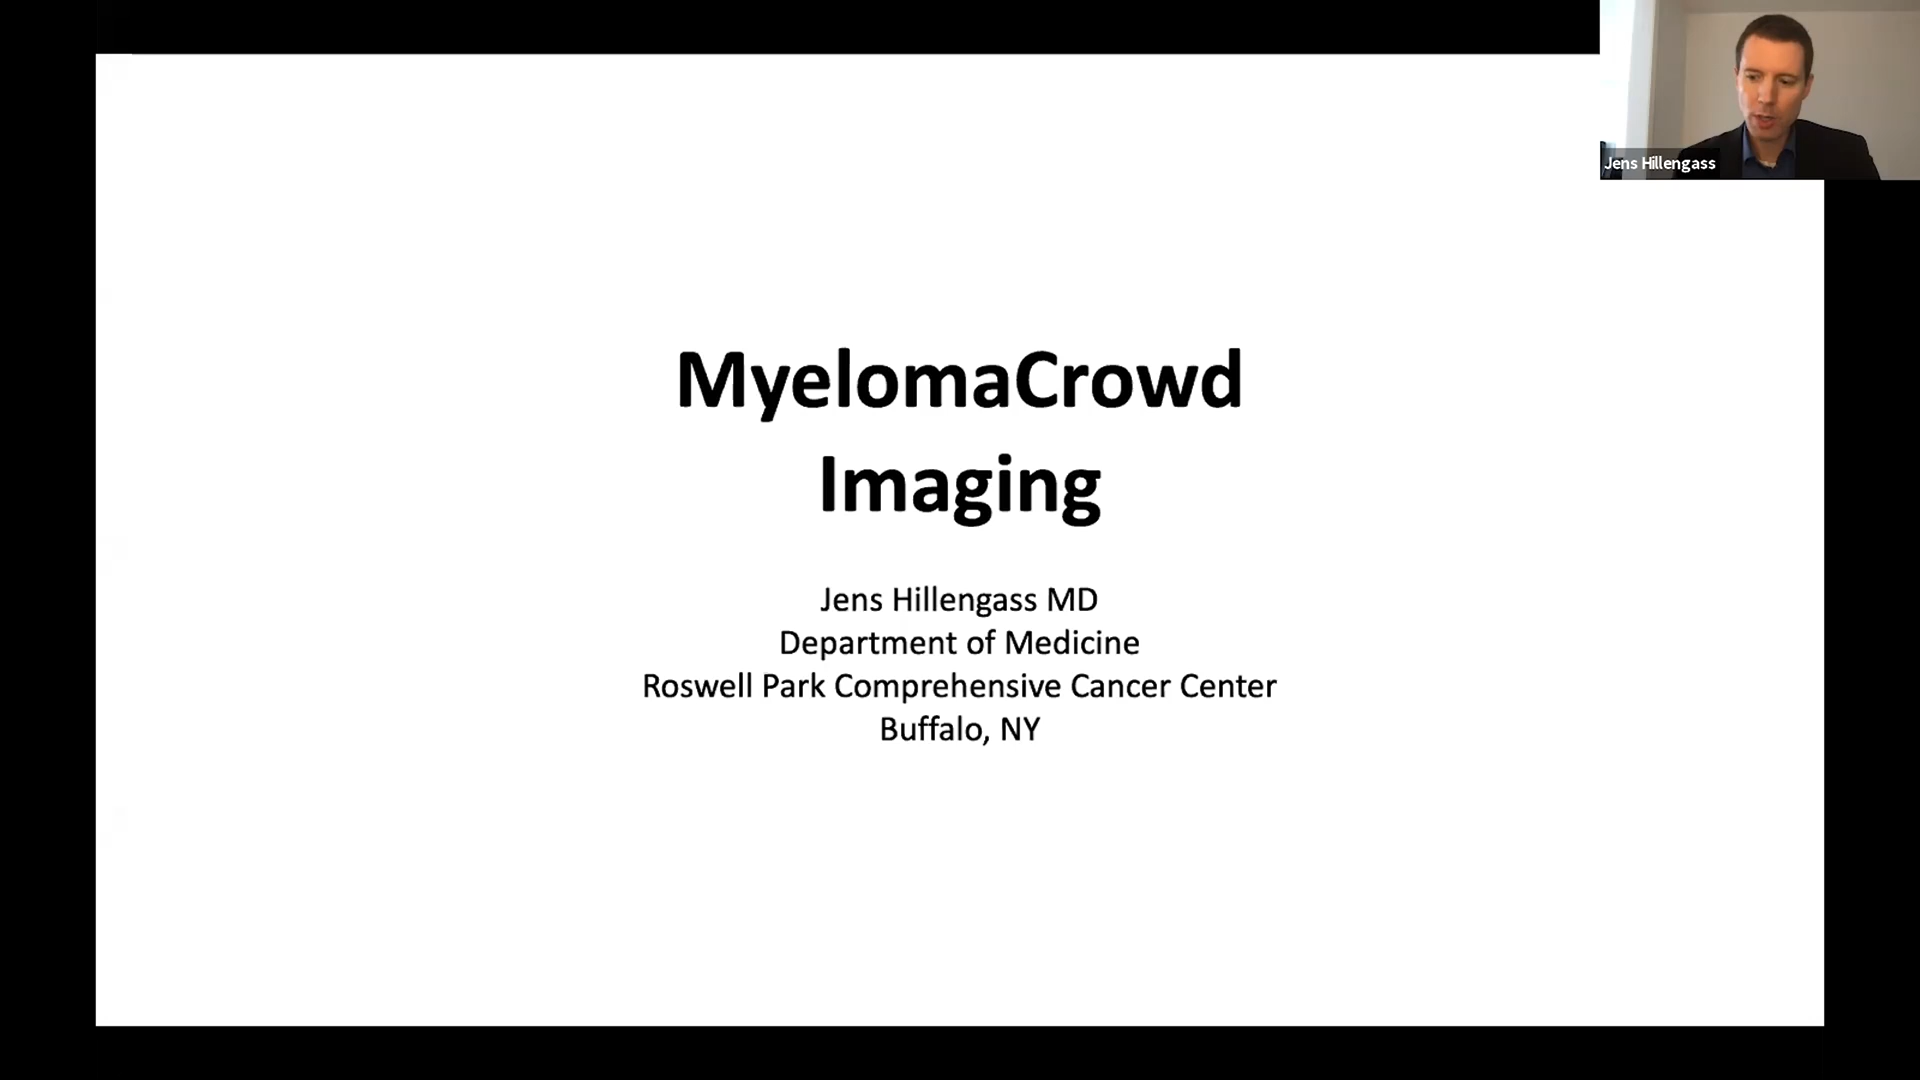 Jens Hillengass
MyelomaCrowd
Imaging
Jens Hillengass MD
Department of Medicine
Roswell Park Comprehensive Cancer Center
Buffalo, NY